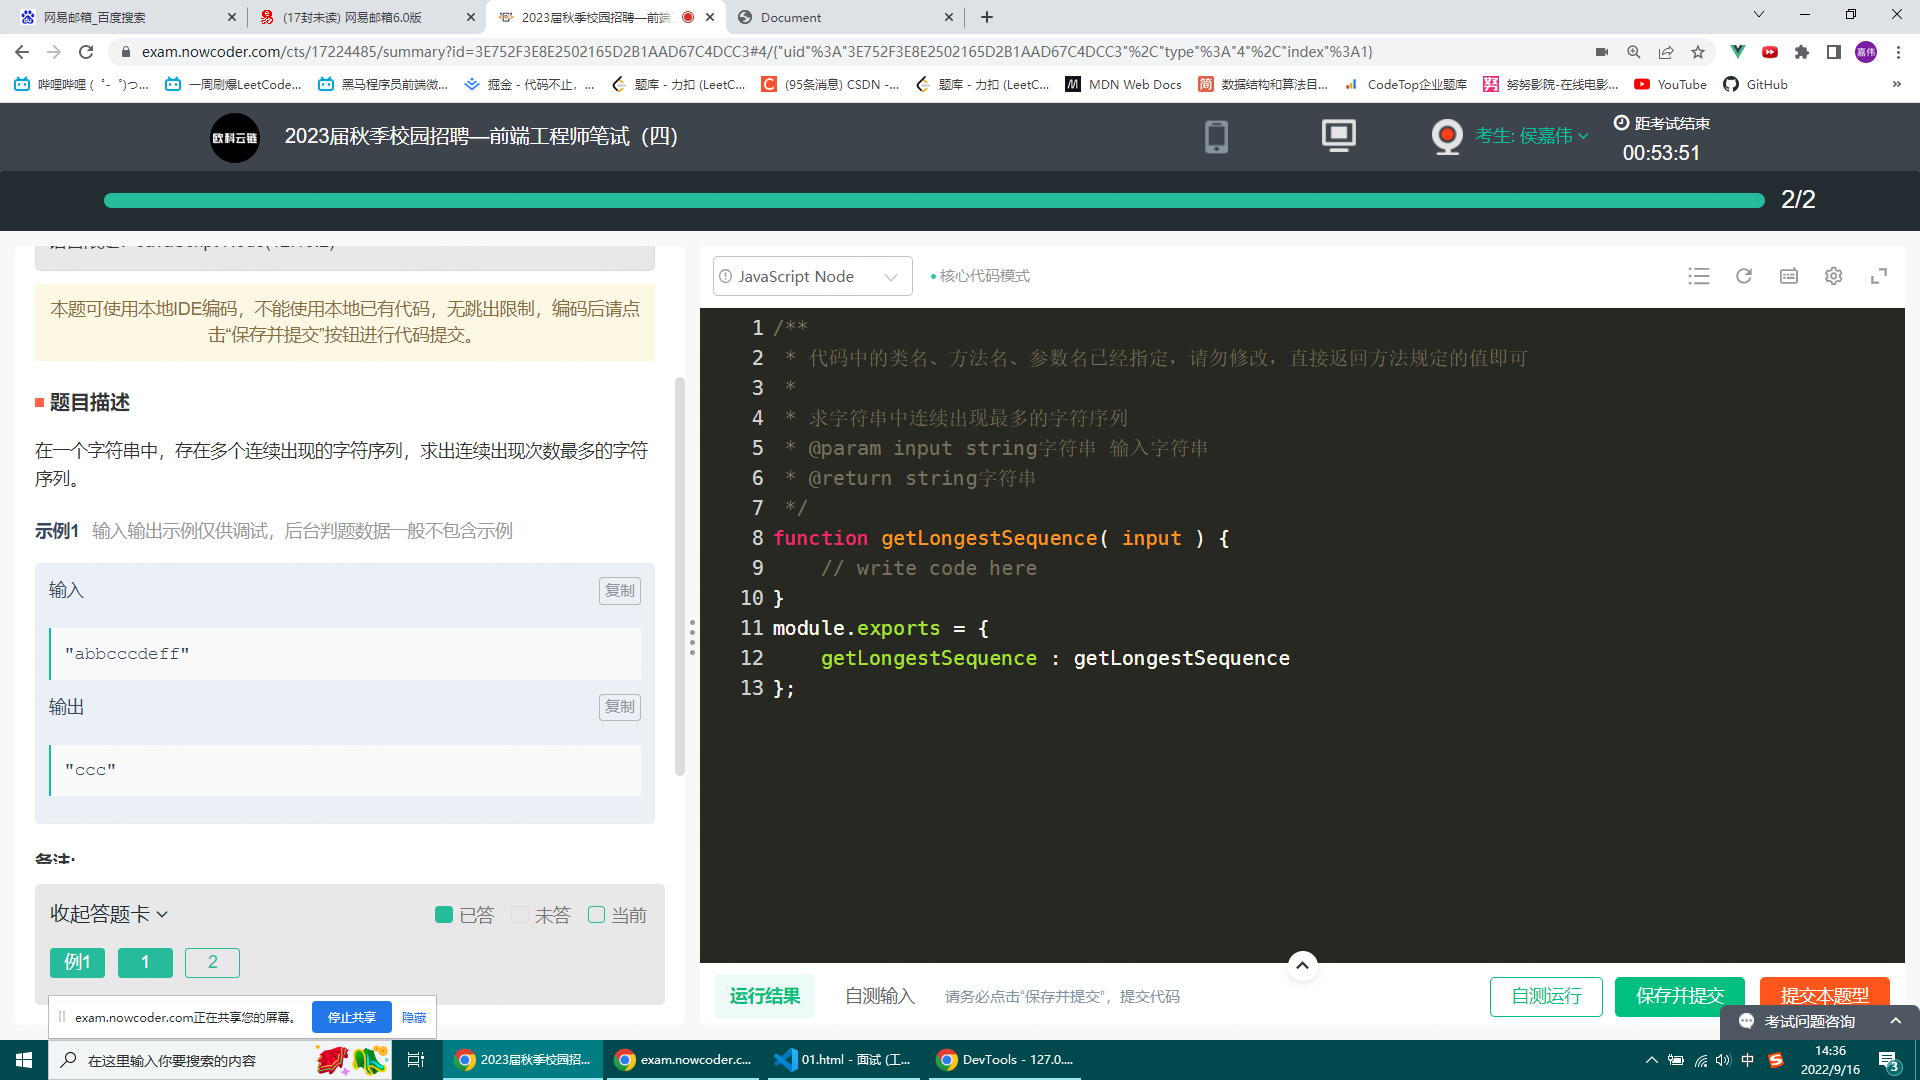 网易邮箱_百度搜索
(17封未读) 网易邮箱6.0版
2023届秋季校园招聘—前端
Document
exam.nowcoder.com/cts/17224485/summary?id=3E752F3E8E2502165D2B1AAD67C4DCC3#4/{"uid"%3A"3E752F3E8E2502165D2B1AAD67C4DCC3"%2C"type"%3A"4"%2C"index"%3A1}
嘉伟
哔哩哔哩 ( ゜- ゜)つ...
一周刷爆LeetCode...
黑马程序员前端微...
掘金 - 代码不止，...
题库 - 力扣 (LeetC...
(95条消息) CSDN -...
题库 - 力扣 (LeetC...
MDN Web Docs
数据结构和算法目...
CodeTop企业题库
努努影院-在线电影...
YouTube
GitHub
»
欧科云链
2023届秋季校园招聘—前端工程师笔试（四）
考生: 侯嘉伟
距考试结束
00:53:51
2/2
本题可使用本地IDE编码，不能使用本地已有代码，无跳出限制，编码后请点
击“保存并提交”按钮进行代码提交。
题目描述
在一个字符串中，存在多个连续出现的字符序列，求出连续出现次数最多的字符
序列。
示例1 输入输出示例仅供调试，后台判题数据一般不包含示例
输入
复制
"abbcccdeff"
输出
复制
"ccc"
备注:
收起答题卡
已答
未答
当前
例1
1
2
JavaScript Node
核心代码模式
1 /**
2  * 代码中的类名、方法名、参数名已经指定，请勿修改，直接返回方法规定的值即可
3  *
4  * 求字符串中连续出现最多的字符序列
5  * @param input string字符串 输入字符串
6  * @return string字符串
7  */
8 function getLongestSequence( input ) {
9     // write code here
10 }
11 module.exports = {
12     getLongestSequence : getLongestSequence
13 };
运行结果
自测输入
请务必点击“保存并提交”，提交代码
自测运行
保存并提交
提交本题型
考试问题咨询
exam.nowcoder.com正在共享您的屏幕。
停止共享
隐藏
在这里输入你要搜索的内容
2023届秋季校园招...
exam.nowcoder.c...
01.html - 面试 (工...
DevTools - 127.0....
中
14:36
2022/9/16
3